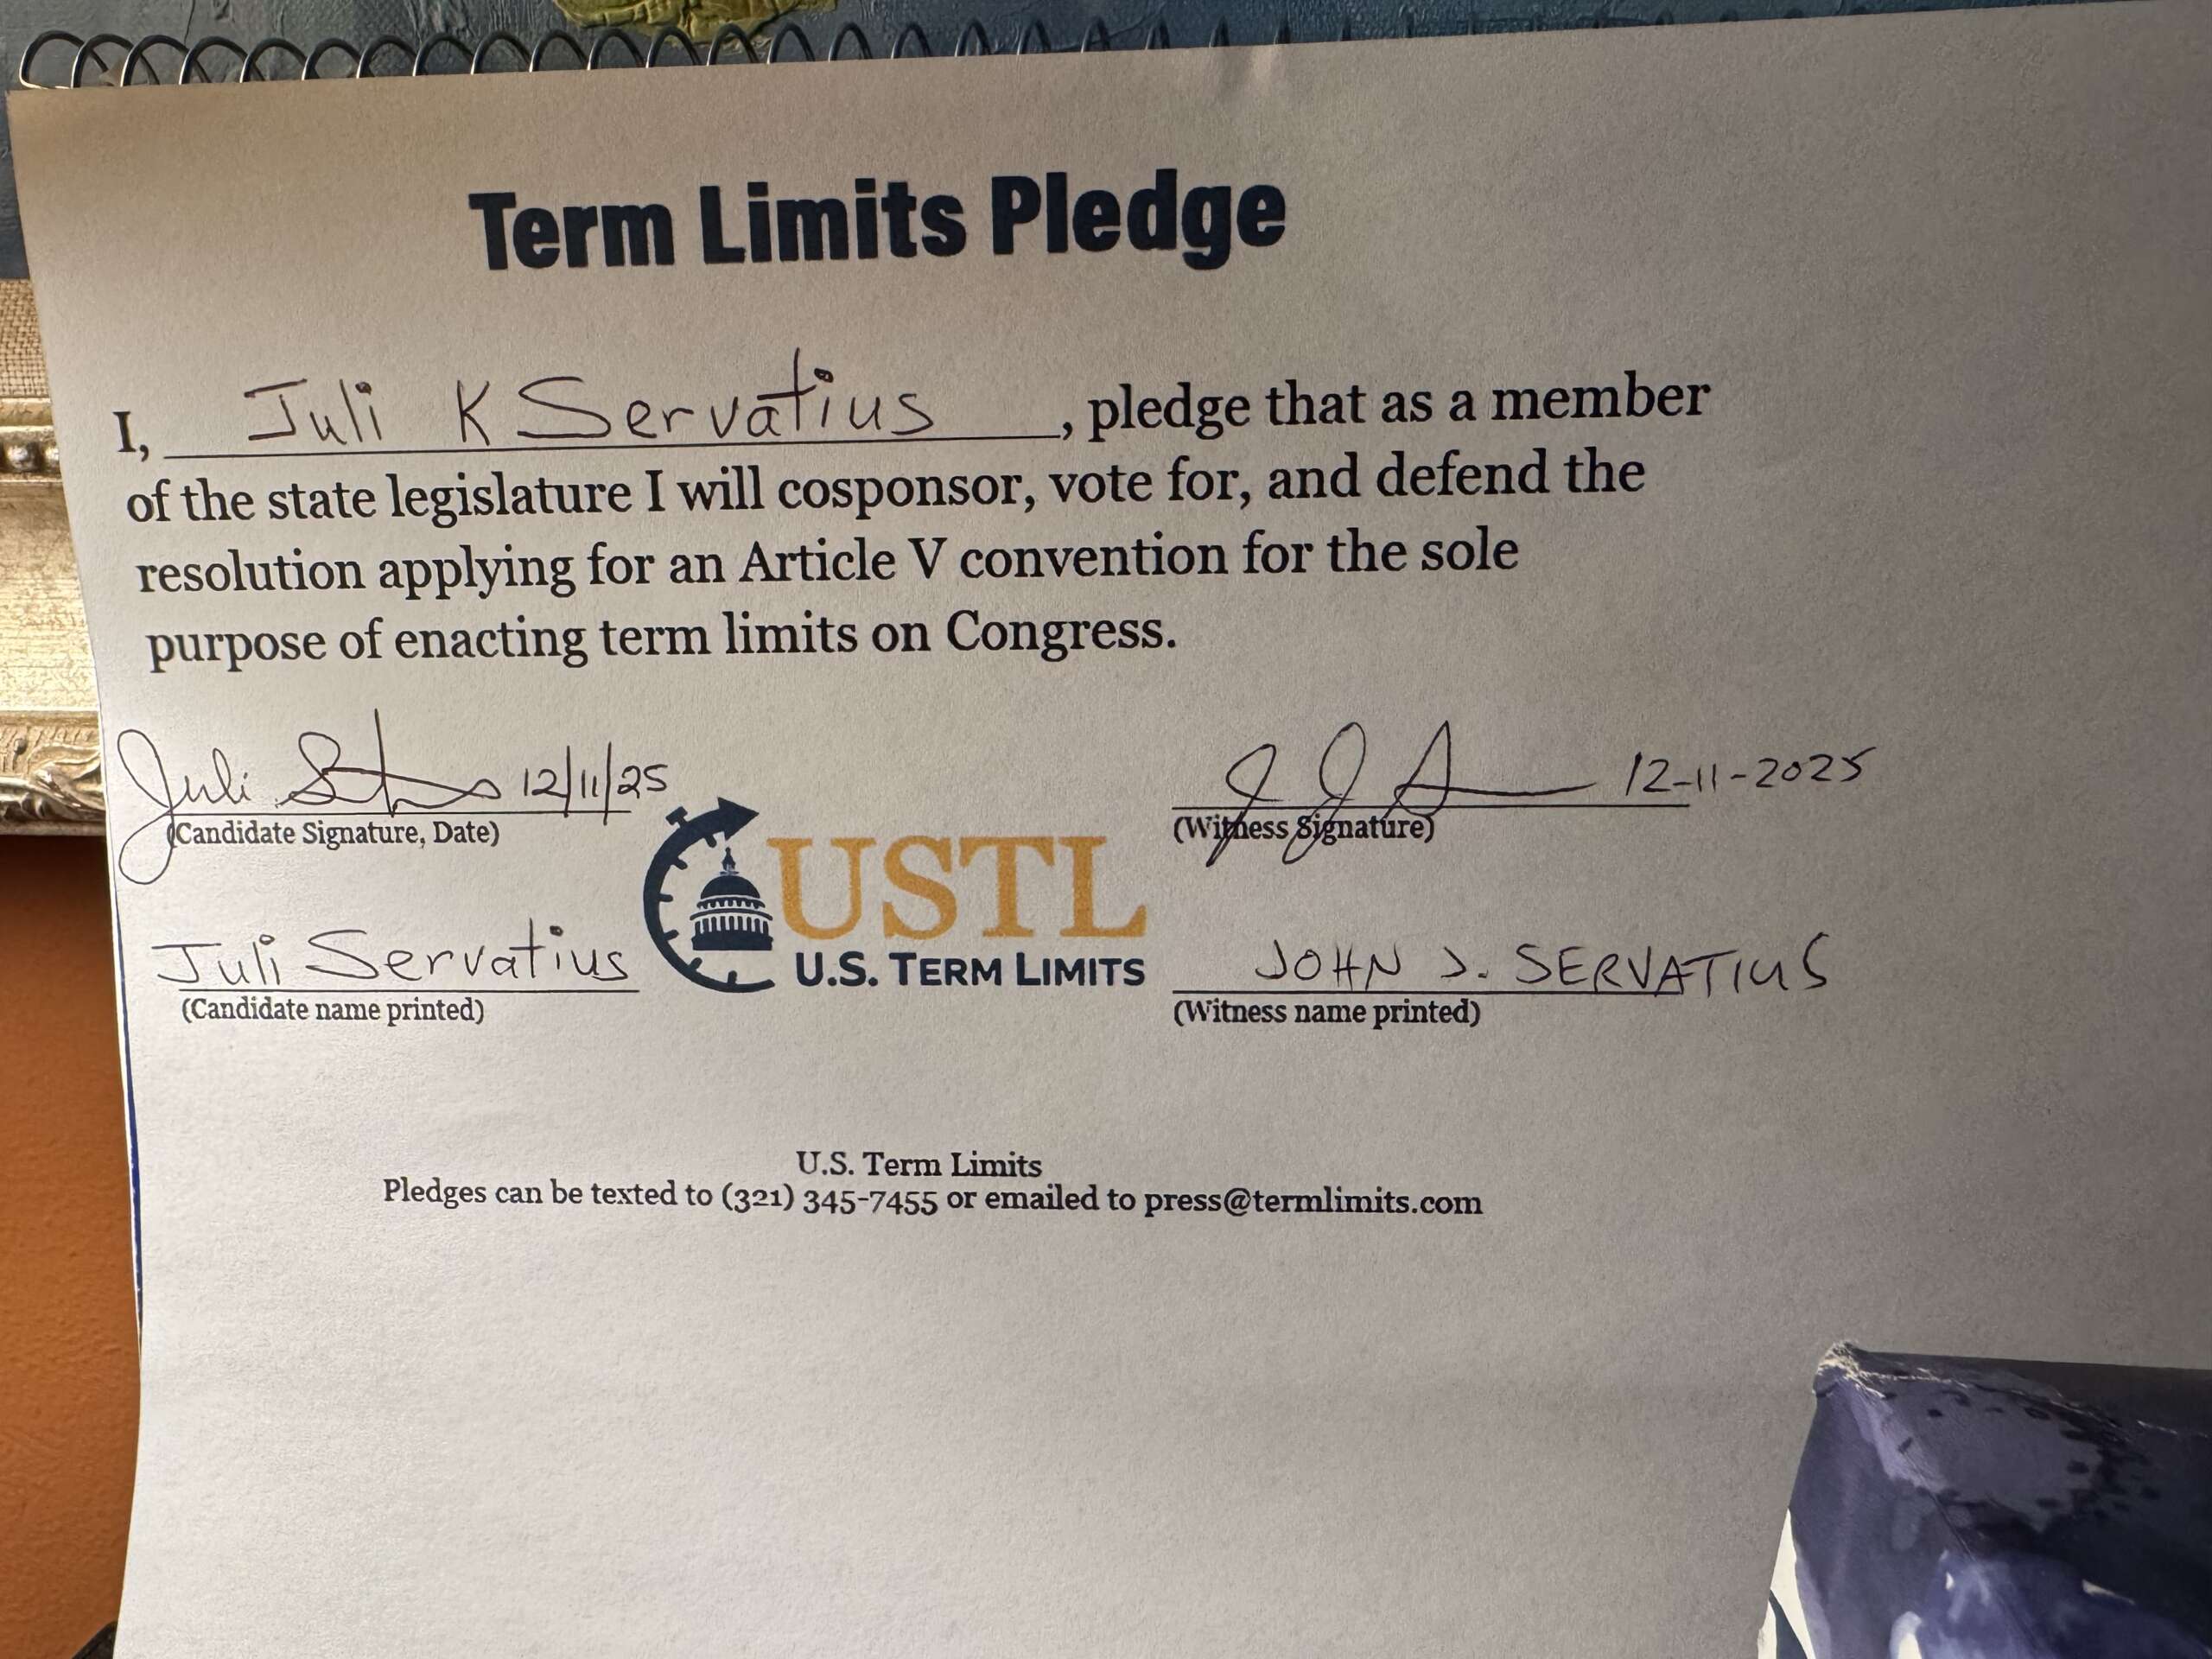 Term Limits Pledge
I, Juli K Servatius, pledge that as a member
of the state legislature I will cosponsor, vote for, and defend the
resolution applying for an Article V convention for the sole
purpose of enacting term limits on Congress.
Juli 12/11/25
(Candidate Signature, Date)
12-11-2025
(Witness Signature)
USTL
U.S. TERM LIMITS
Juli Servatius
(Candidate name printed)
JOHN J. SERVATIUS
(Witness name printed)
U.S. Term Limits
Pledges can be texted to (321) 345-7455 or emailed to press@termlimits.com